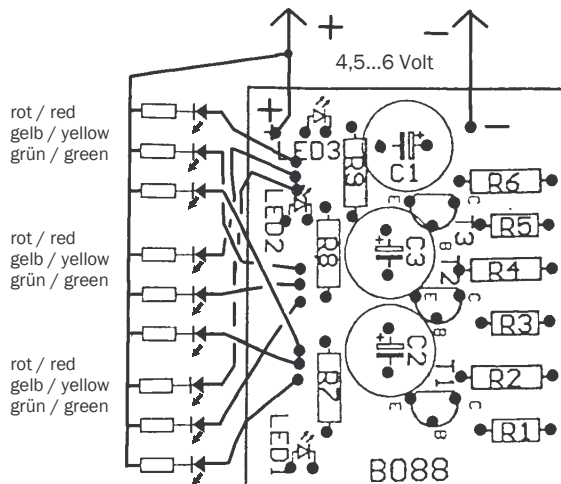 +
-
4,5...6 Volt
rot / red
gelb / yellow
grün / green
rot / red
gelb / yellow
grün / green
rot / red
gelb / yellow
grün / green
+
-
LED3
R9
C1
R6
E
C
B
T3
R5
LED2
R8
C3
T2
R4
E
C
B
R3
C2
T1
R2
R7
E
C
B
R1
LED1
B088